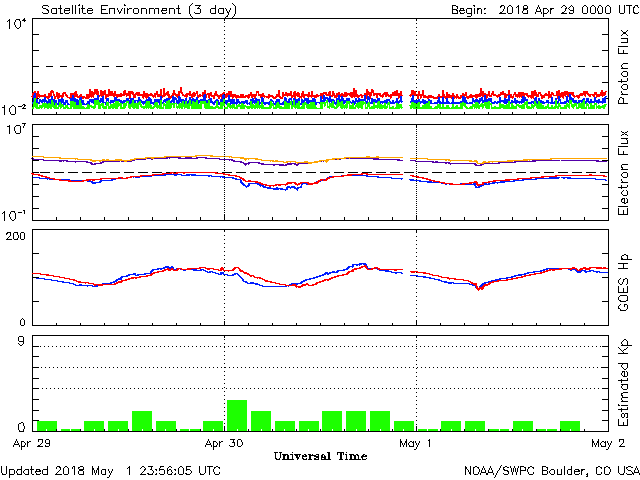 Satellite Environment (3 day) Begin: 2018 Apr 29 0000 UTC
10⁴
10⁻²
Proton Flux
10⁷
10⁻¹
Electron Flux
200
0
GOES Hp
9
0
Estimated Kp
Apr 29 Apr 30 May 1 May 2
Universal Time
Updated 2018 May 1 23:56:05 UTC NOAA/SWPC Boulder, CO USA